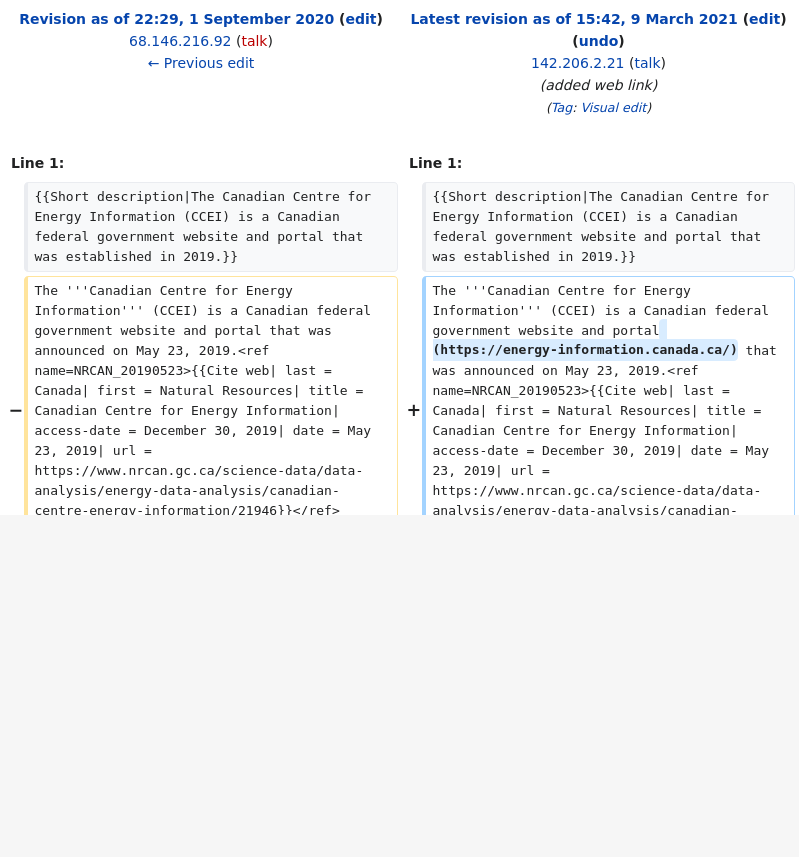 Revision as of 22:29, 1 September 2020 (edit)
68.146.216.92 (talk)
← Previous edit
Latest revision as of 15:42, 9 March 2021 (edit)
(undo)
142.206.2.21 (talk)
(added web link)
(Tag: Visual edit)
Line 1:
{{Short description|The Canadian Centre for
Energy Information (CCEI) is a Canadian
federal government website and portal that
was established in 2019.}}
−
The '''Canadian Centre for Energy
Information''' (CCEI) is a Canadian federal
government website and portal that was
announced on May 23, 2019.<ref
name=NRCAN_20190523>{{Cite web| last =
Canada| first = Natural Resources| title =
Canadian Centre for Energy Information|
access-date = December 30, 2019| date = May
23, 2019| url =
https://www.nrcan.gc.ca/science-data/data-
analysis/energy-data-analysis/canadian-
centre-energy-information/21946}}</ref>
Line 1:
{{Short description|The Canadian Centre for
Energy Information (CCEI) is a Canadian
federal government website and portal that
was established in 2019.}}
+
The '''Canadian Centre for Energy
Information''' (CCEI) is a Canadian federal
government website and portal
(https://energy-information.canada.ca/) that
was announced on May 23, 2019.<ref
name=NRCAN_20190523>{{Cite web| last =
Canada| first = Natural Resources| title =
Canadian Centre for Energy Information|
access-date = December 30, 2019| date = May
23, 2019| url =
https://www.nrcan.gc.ca/science-data/data-
analysis/energy-data-analysis/canadian-